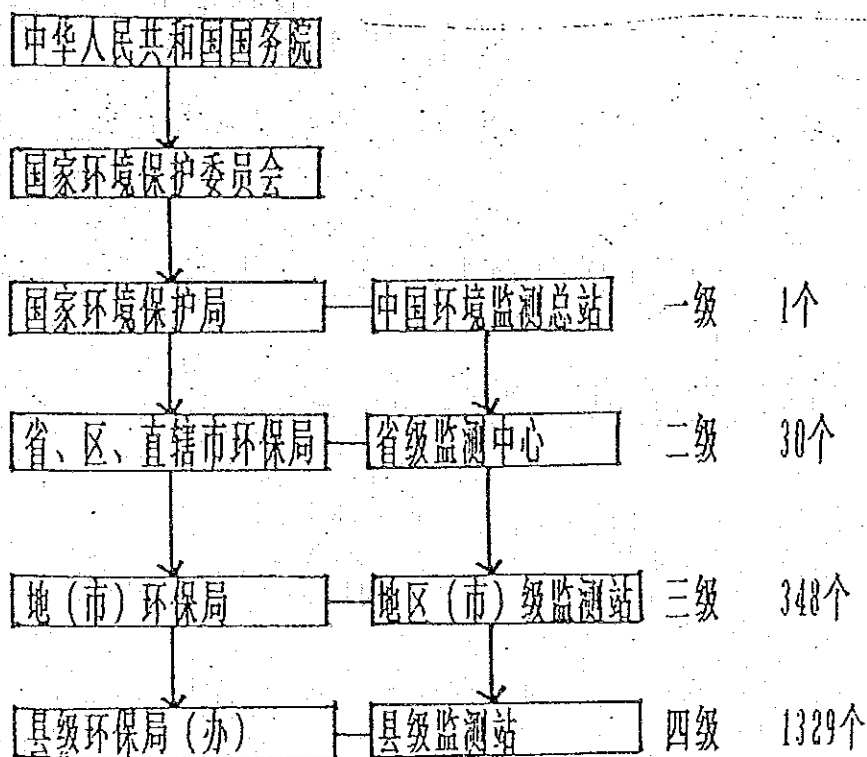 中华人民共和国国务院
国家环境保护委员会
国家环境保护局 中国环境监测总站 一级 1个
省、区、直辖市环保局 省级监测中心 二级 30个
地（市）环保局 地区（市）级监测站 三级 348个
县级环保局（办） 县级监测站 四级 1329个